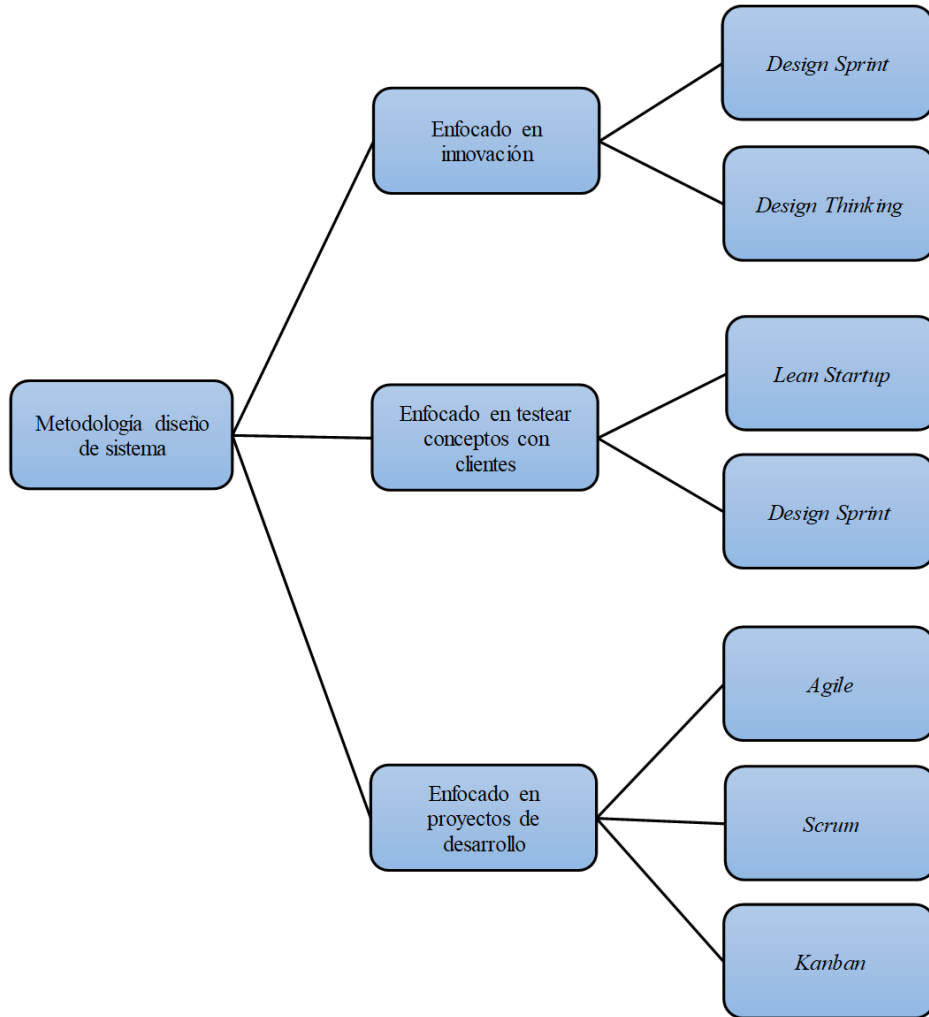 Design Sprint
Enfocado en
innovación
Design Thinking
Lean Startup
Metodología diseño
de sistema
Enfocado en testear
conceptos con
clientes
Design Sprint
Agile
Enfocado en
proyectos de
desarrollo
Scrum
Kanban